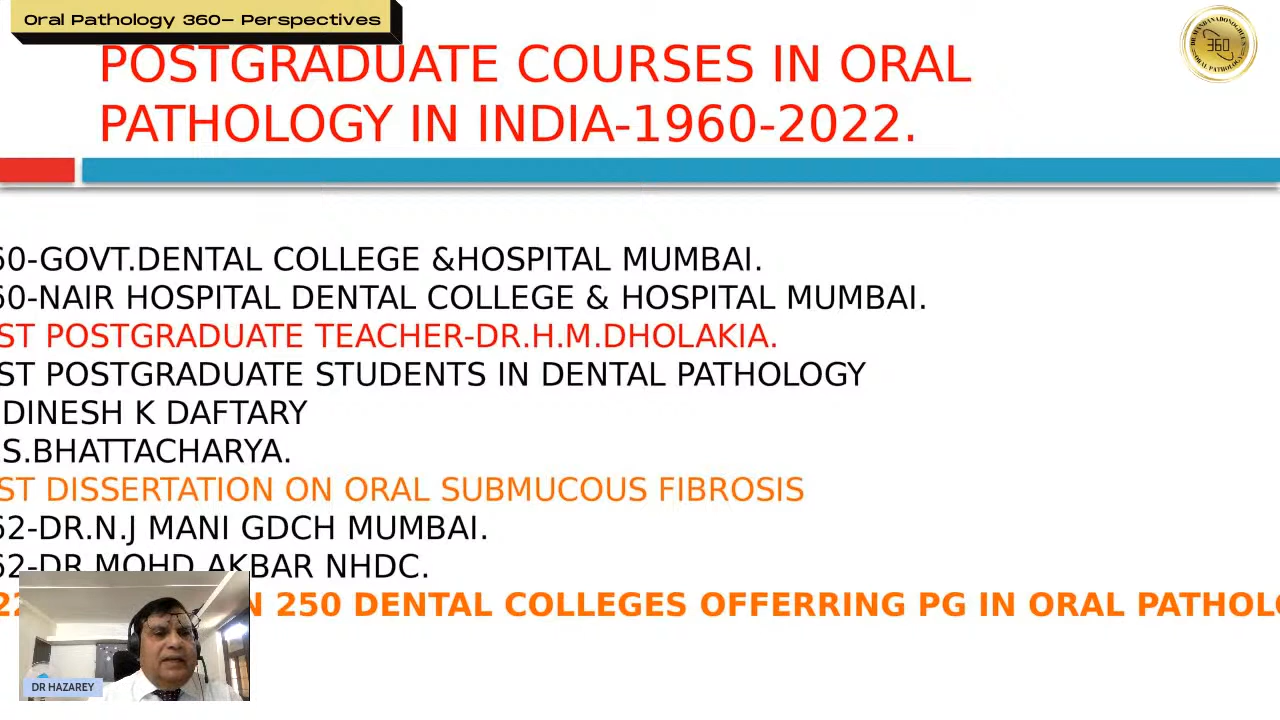 Oral Pathology 360– Perspectives
360
POSTGRADUATE COURSES IN ORAL
PATHOLOGY IN INDIA-1960-2022.
60-GOVT.DENTAL COLLEGE &HOSPITAL MUMBAI.
60-NAIR HOSPITAL DENTAL COLLEGE & HOSPITAL MUMBAI.
ST POSTGRADUATE TEACHER-DR.H.M.DHOLAKIA.
ST POSTGRADUATE STUDENTS IN DENTAL PATHOLOGY
DINESH K DAFTARY
S.BHATTACHARYA.
ST DISSERTATION ON ORAL SUBMUCOUS FIBROSIS
62-DR.N.J MANI GDCH MUMBAI.
62-DR MOHD AKBAR NHDC.
250 DENTAL COLLEGES OFFERRING PG IN ORAL
DR HAZAREY